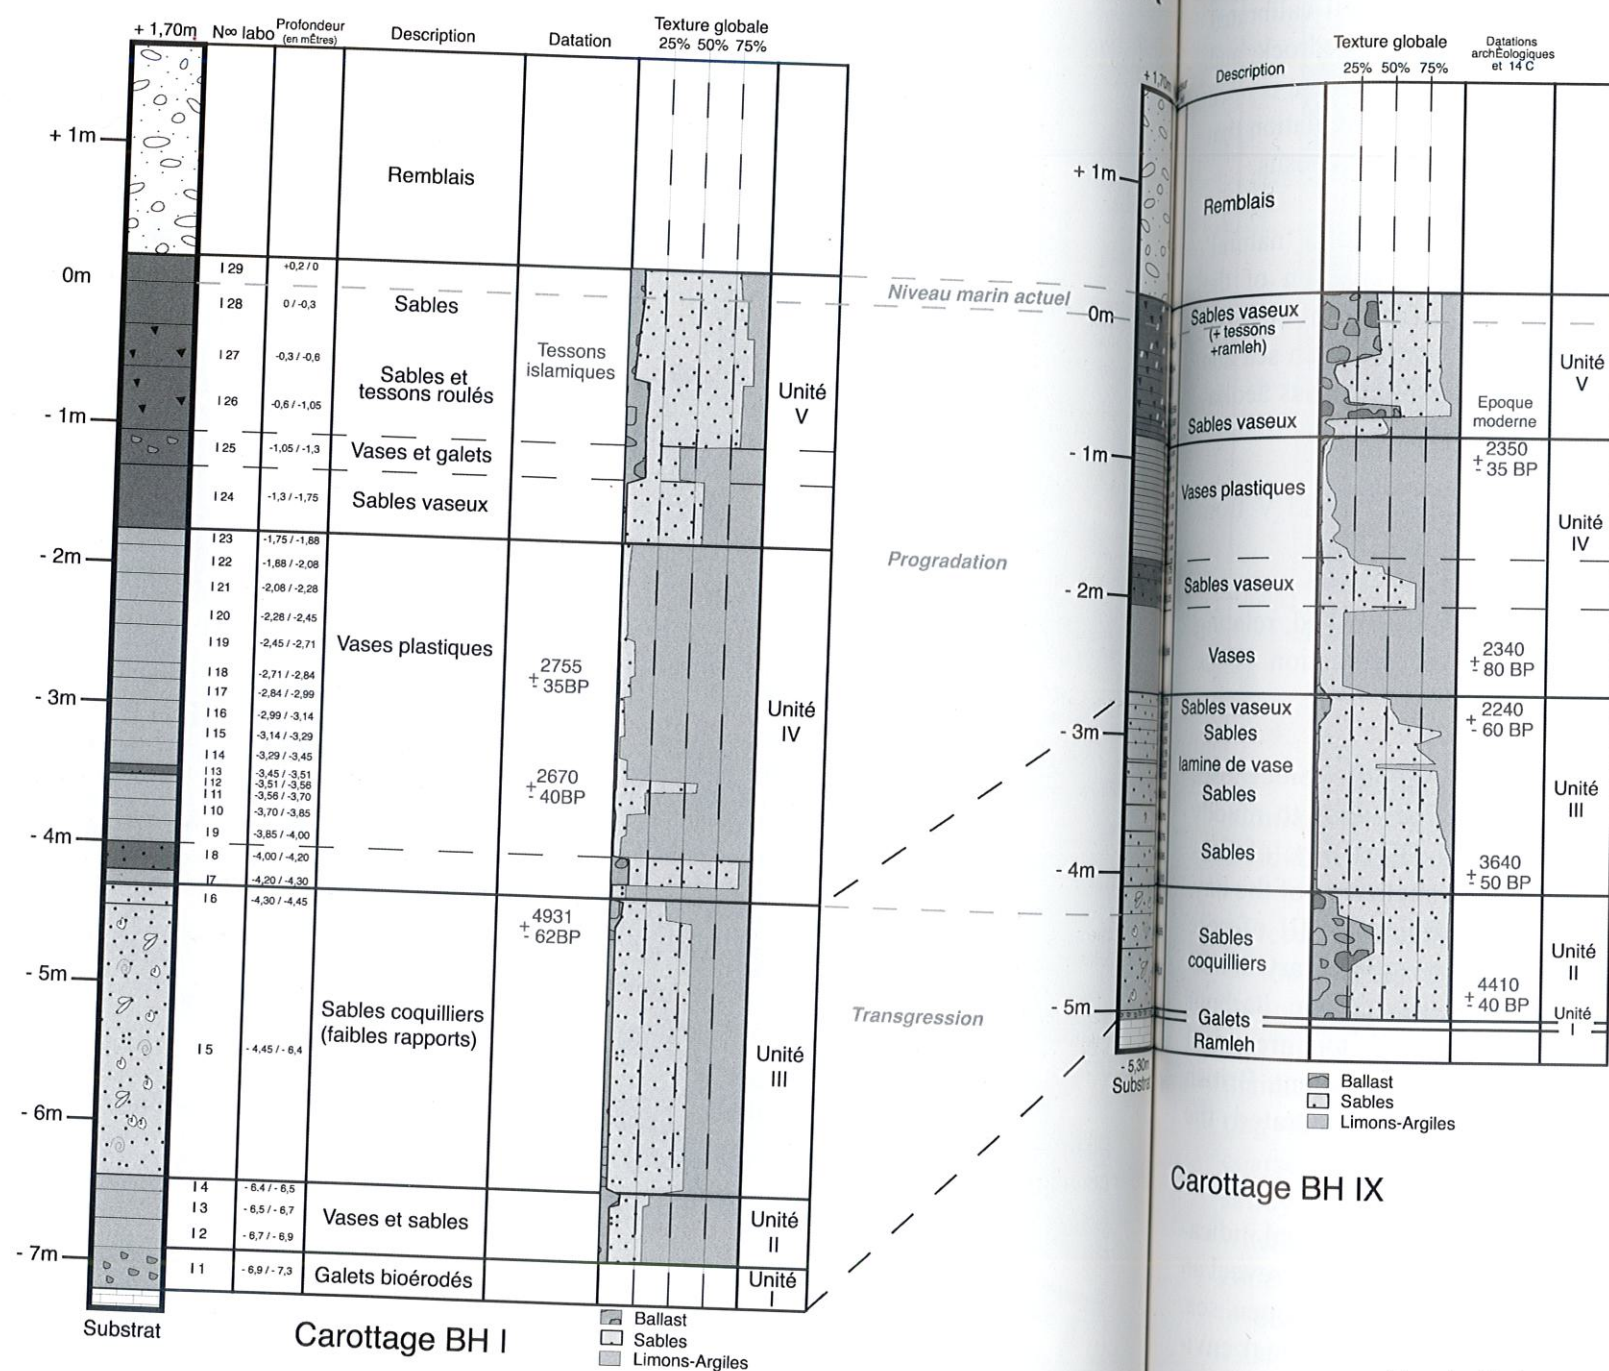 + 1,70m
N∞ labo
Profondeur
(en mÊtres)
Description
Datation
Texture globale
25% 50% 75%
+ 1m
0m
- 1m
- 2m
- 3m
- 4m
- 5m
- 6m
- 7m
Substrat
Remblais
I 29 +0,2 / 0
I 28 0 / -0,3 Sables
I 27 -0,3 / -0,6
Tessons
islamiques
Sables et
tessons roulés
I 26 -0,6 / -1,05
Unité
V
I 25 -1,05 / -1,3 Vases et galets
I 24 -1,3 / -1,75 Sables vaseux
I 23 -1,75 / -1,88
I 22 -1,88 / -2,08
I 21 -2,08 / -2,28
I 20 -2,28 / -2,45
I 19 -2,45 / -2,71 Vases plastiques
I 18 -2,71 / -2,84
2755
+
- 35BP
I 17 -2,84 / -2,99
I 16 -2,99 / -3,14
Unité
IV
I 15 -3,14 / -3,29
I 14 -3,29 / -3,45
I 13 -3,45 / -3,51
I 12 -3,51 / -3,56
I 11 -3,56 / -3,70
2670
+
- 40BP
I 10 -3,70 / -3,85
I 9 -3,85 / -4,00
I 8 -4,00 / -4,20
I 7 -4,20 / -4,30
I 6 -4,30 / -4,45
4931
+
- 62BP
Sables coquilliers
(faibles rapports)
I 5 - 4,45 / - 6,4
Unité
III
I 4 - 6.4 / - 6,5
I 3 - 6,5 / - 6,7
Vases et sables
I 2 - 6,7 / - 6,9
Unité
II
I 1 - 6,9 / - 7,3 Galets bioérodés
Unité
I
Carottage BH I
Ballast
Sables
Limons-Argiles
Niveau marin actuel
Progradation
Transgression
+ 1,70m
Description
Texture globale
25% 50% 75%
Datations
archÈologiques
et 14 C
+ 1m
0m
- 1m
- 2m
- 3m
- 4m
- 5m
- 5,30m
Substrat
Remblais
Sables vaseux
(+ tessons
+ramleh)
Unité
V
Epoque
moderne
Sables vaseux
2350
+
- 35 BP
Vases plastiques
Unité
IV
Sables vaseux
Vases
2340
+
- 80 BP
Sables vaseux
2240
+
- 60 BP
Sables
lamine de vase
Sables
Unité
III
Sables
3640
+
- 50 BP
Sables
coquilliers
Unité
II
4410
+
- 40 BP
Galets
Unité
I
Ramleh
Ballast
Sables
Limons-Argiles
Carottage BH IX